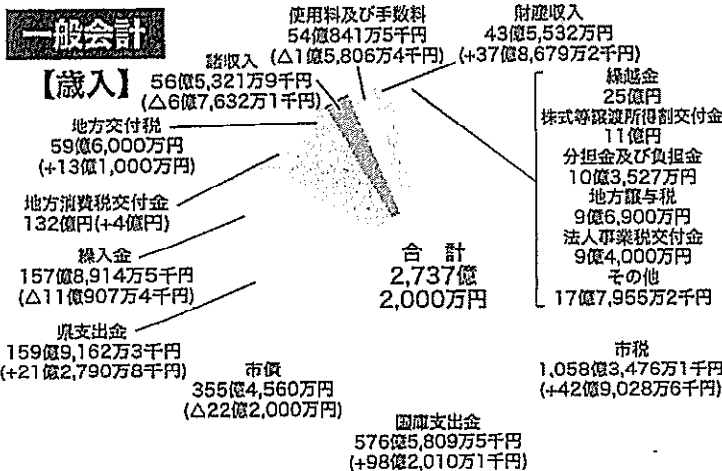 一般会計
【歳入】
使用料及び手数料
54億841万5千円
(△1億5,806万4千円)
財産収入
43億5,532万円
(+37億8,679万2千円)
諸収入
56億5,321万9千円
(△6億7,632万1千円)
地方交付税
59億6,000万円
(+13億1,000万円)
地方消費税交付金
132億円(+4億円)
繰入金
157億8,914万5千円
(△11億907万4千円)
県支出金
159億9,162万3千円
(+21億2,790万8千円)
市債
355億4,560万円
(△22億2,000万円)
国庫支出金
576億5,809万5千円
(+98億2,010万1千円)
市税
1,058億3,476万1千円
(+42億9,028万6千円)
繰越金
25億円
株式等譲渡所得割交付金
11億円
分担金及び負担金
10億3,527万円
地方譲与税
9億6,900万円
法人事業税交付金
9億4,000万円
その他
17億7,955万2千円
合計
2,737億
2,000万円